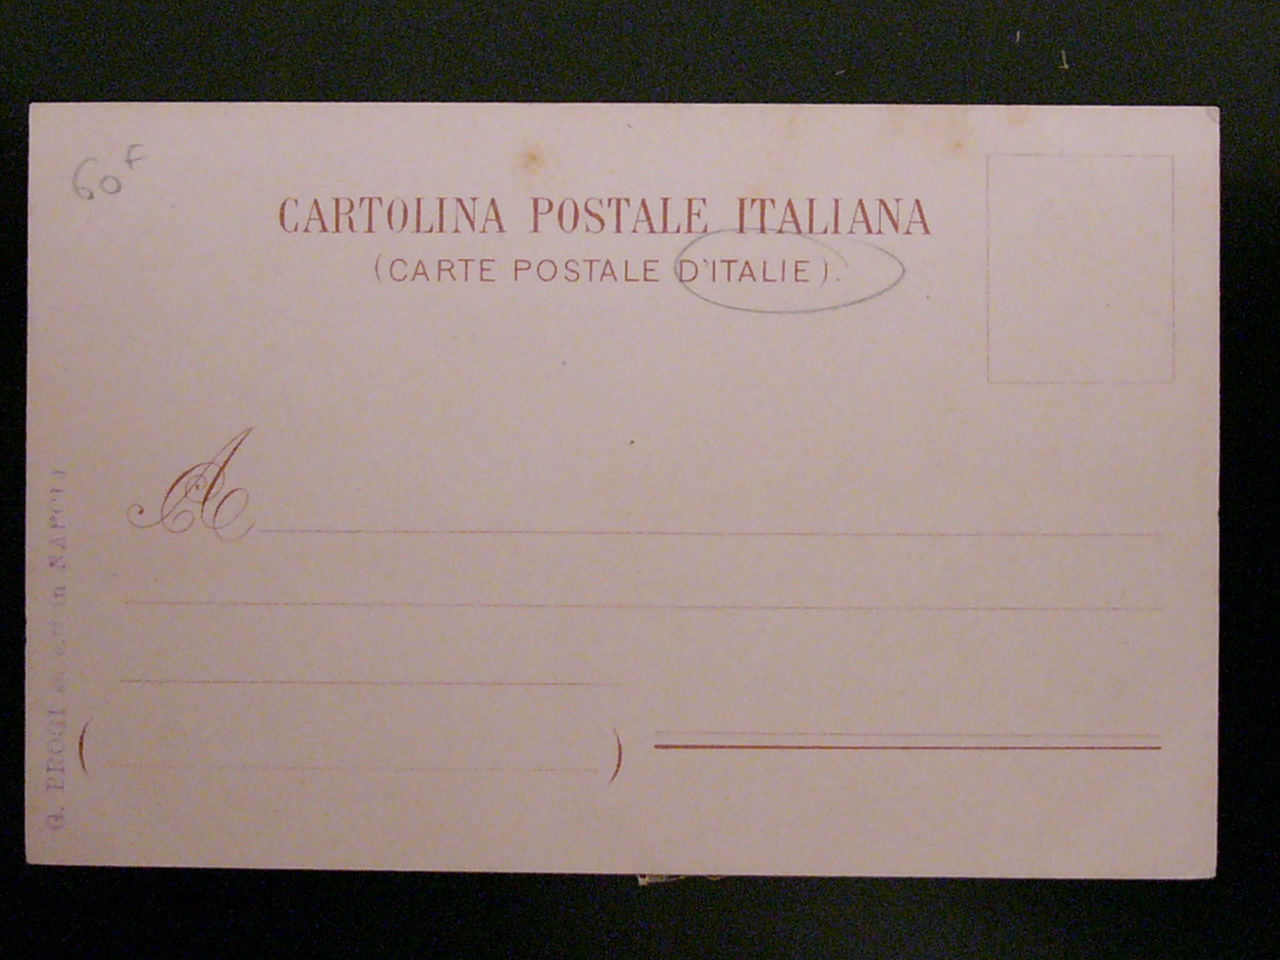 60F
CARTOLINA POSTALE ITALIANA
(CARTE POSTALE D'ITALIE).
A
(                    )
G. BROGI in NAPOLI